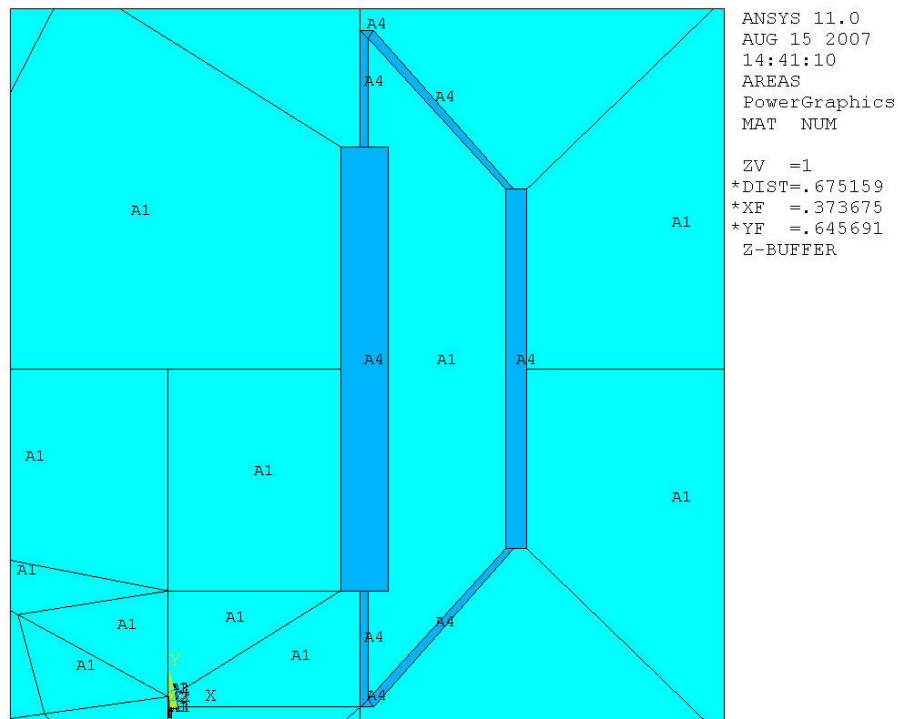 ANSYS 11.0
AUG 15 2007
14:41:10
AREAS
PowerGraphics
MAT NUM
ZV =1
*DIST=.675159
*XF =.373675
*YF =.645691
Z-BUFFER
A4
A4
A4
A1
A1
A4
A1
A4
A1
A1
A1
A1
A1
A1
A4
A4
A1
A1
Y
X
A4